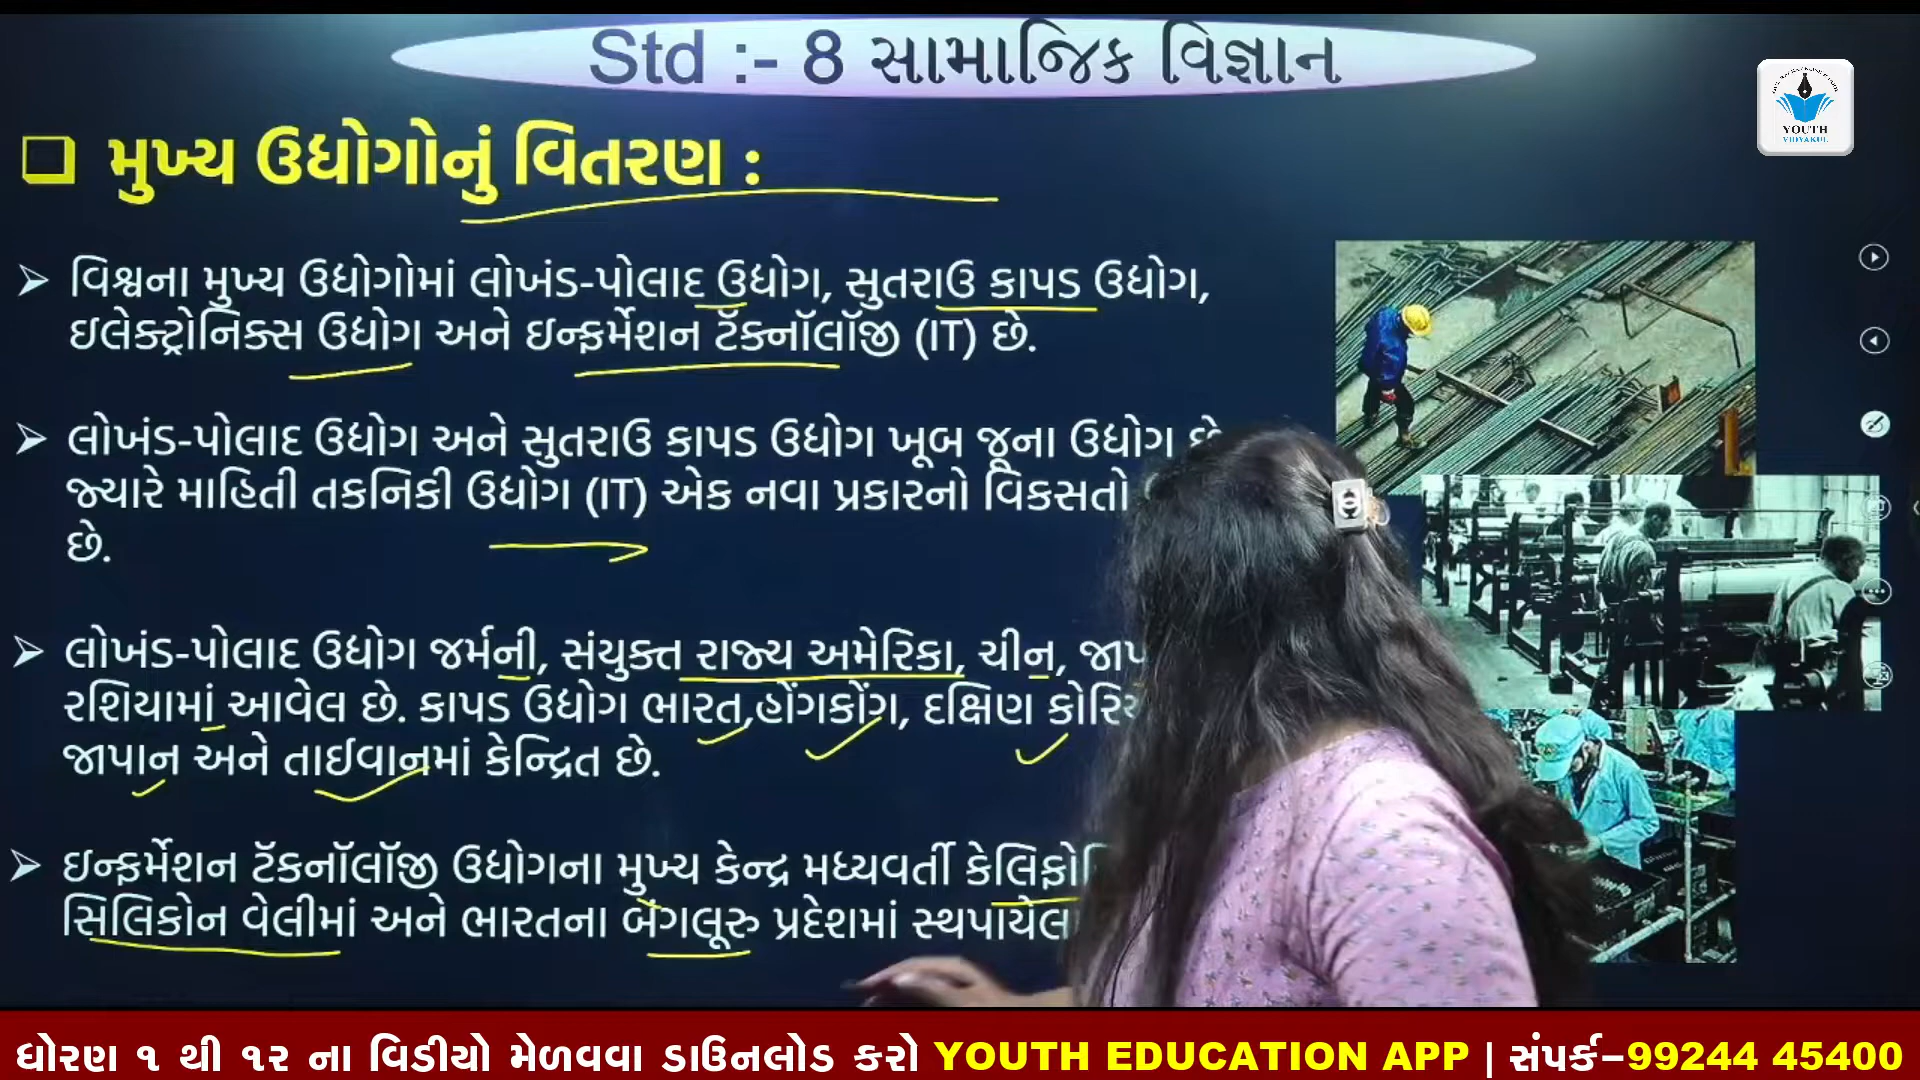 Std :- 8 સામાજિક વિજ્ઞાન
YOUTH
VIDYAKUL
મુખ્ય ઉદ્યોગોનું વિતરણ :
વિશ્વના મુખ્ય ઉદ્યોગોમાં લોખંડ-પોલાદ ઉદ્યોગ, સુતરાઉ કાપડ ઉદ્યોગ,
ઇલેક્ટ્રોનિક્સ ઉદ્યોગ અને ઇન્ફર્મેશન ટૅક્નૉલૉજી (IT) છે.
લોખંડ-પોલાદ ઉદ્યોગ અને સુતરાઉ કાપડ ઉદ્યોગ ખૂબ જૂના ઉદ્યોગ છે
જ્યારે માહિતી તકનિકી ઉદ્યોગ (IT) એક નવા પ્રકારનો વિકસતો
છે.
લોખંડ-પોલાદ ઉદ્યોગ જર્મની, સંયુક્ત રાજ્ય અમેરિકા, ચીન,
રશિયામાં આવેલ છે. કાપડ ઉદ્યોગ ભારત,હોંગકોંગ, દક્ષિણ
જાપાન અને તાઈવાનમાં કેન્દ્રિત છે.
ઇન્ફર્મેશન ટૅકનૉલૉજી ઉદ્યોગના મુખ્ય કેન્દ્ર મધ્યવર્તી
સિલિકોન વેલીમાં અને ભારતના બેંગલૂરુ પ્રદેશમાં સ્થપાયેલા
ધોરણ ૧ થી ૧૨ ના વિડીયો મેળવવા ડાઉનલોડ કરો YOUTH EDUCATION APP | સંપર્ક–99244 45400